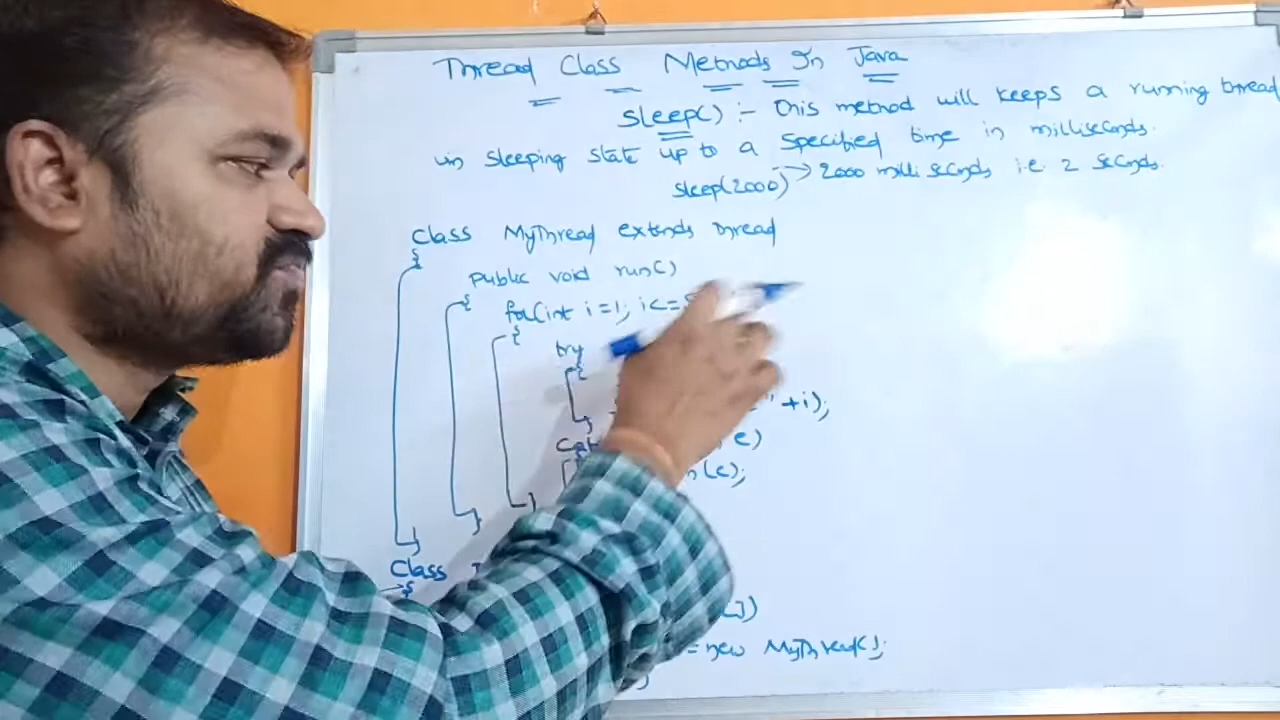 Thread Class Methods In Java
sleep() :- This method will keeps a running thread
in sleeping state up to a specified time in milliseconds.
sleep(2000) → 2000 milliseconds i.e 2 seconds.
Class MyThread extends Thread
{
public void run()
{
for(int i=1; i<=5
{
try
{
" +i);
}
e)
(e);
}
}
}
Class
{
[])
=new MyThread();
}